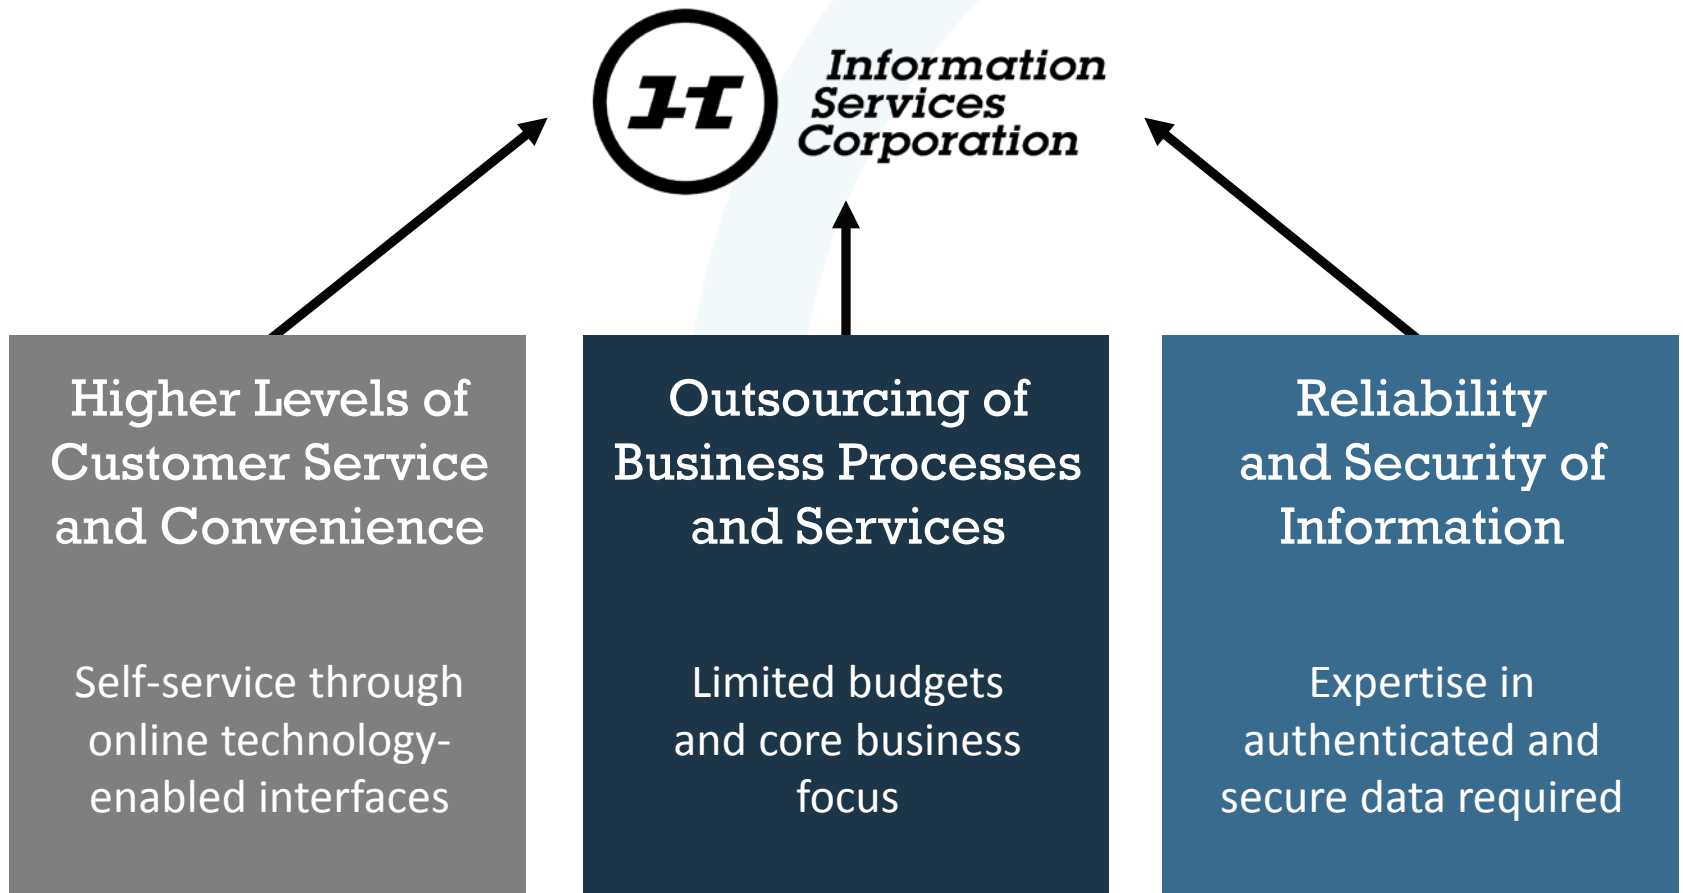 Information
Services
Corporation
Higher Levels of
Customer Service
and Convenience
Self-service through
online technology-
enabled interfaces
Outsourcing of
Business Processes
and Services
Limited budgets
and core business
focus
Reliability
and Security of
Information
Expertise in
authenticated and
secure data required